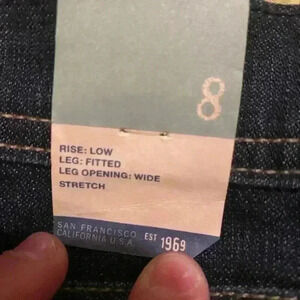 8
RISE: LOW
LEG: FITTED
LEG OPENING: WIDE
STRETCH
SAN FRANCISCO
CALIFORNIA U.S.A. EST 1969